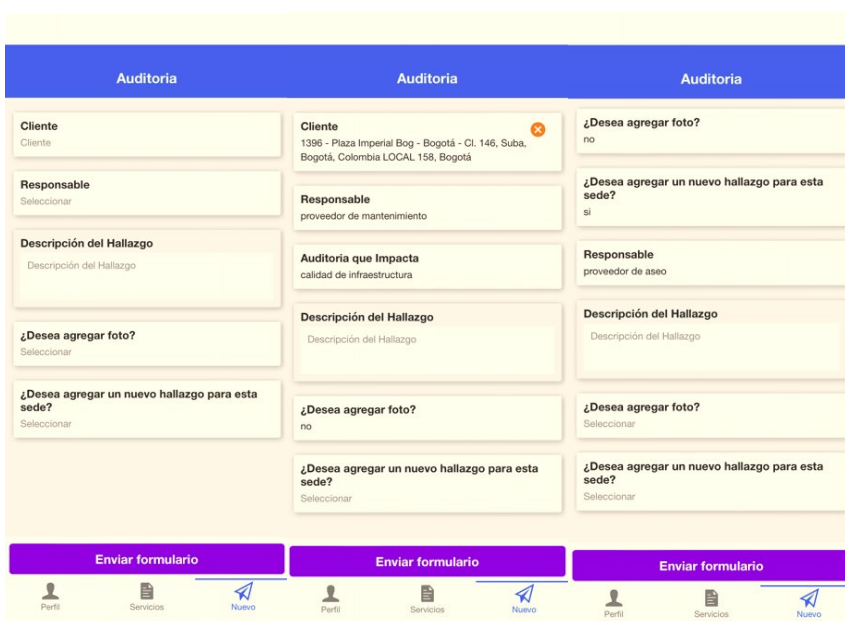 Auditoria
Cliente
Cliente
Responsable
Seleccionar
Descripción del Hallazgo
Descripción del Hallazgo
¿Desea agregar foto?
Seleccionar
¿Desea agregar un nuevo hallazgo para esta
sede?
Seleccionar
Enviar formulario
Perfil
Servicios
Nuevo
Auditoria
Cliente
1396 - Plaza Imperial Bog - Bogotá - Cl. 146, Suba,
Bogotá, Colombia LOCAL 158, Bogotá
Responsable
proveedor de mantenimiento
Auditoria que Impacta
calidad de infraestructura
Descripción del Hallazgo
Descripción del Hallazgo
¿Desea agregar foto?
no
¿Desea agregar un nuevo hallazgo para esta
sede?
Seleccionar
Enviar formulario
Perfil
Servicios
Nuevo
Auditoria
¿Desea agregar foto?
no
¿Desea agregar un nuevo hallazgo para esta
sede?
si
Responsable
proveedor de aseo
Descripción del Hallazgo
Descripción del Hallazgo
¿Desea agregar foto?
Seleccionar
¿Desea agregar un nuevo hallazgo para esta
sede?
Seleccionar
Enviar formulario
Perfil
Servicios
Nuevo